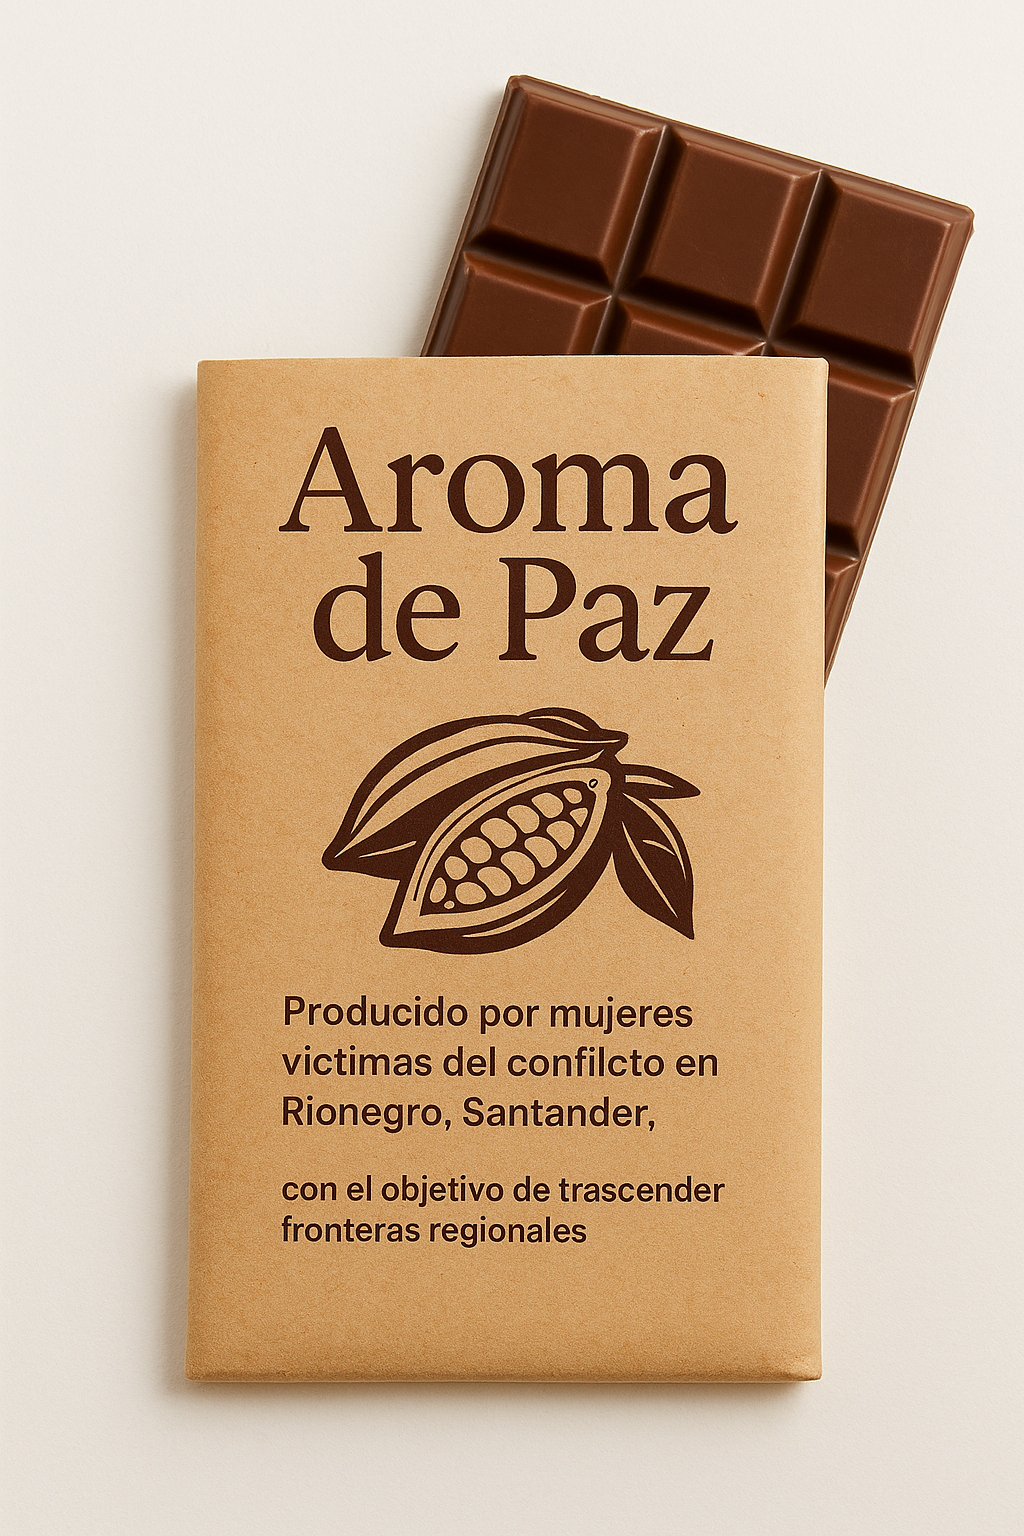 Aroma
de Paz
Producido por mujeres
victimas del confilcto en
Rionegro, Santander,
con el objetivo de trascender
fronteras regionales